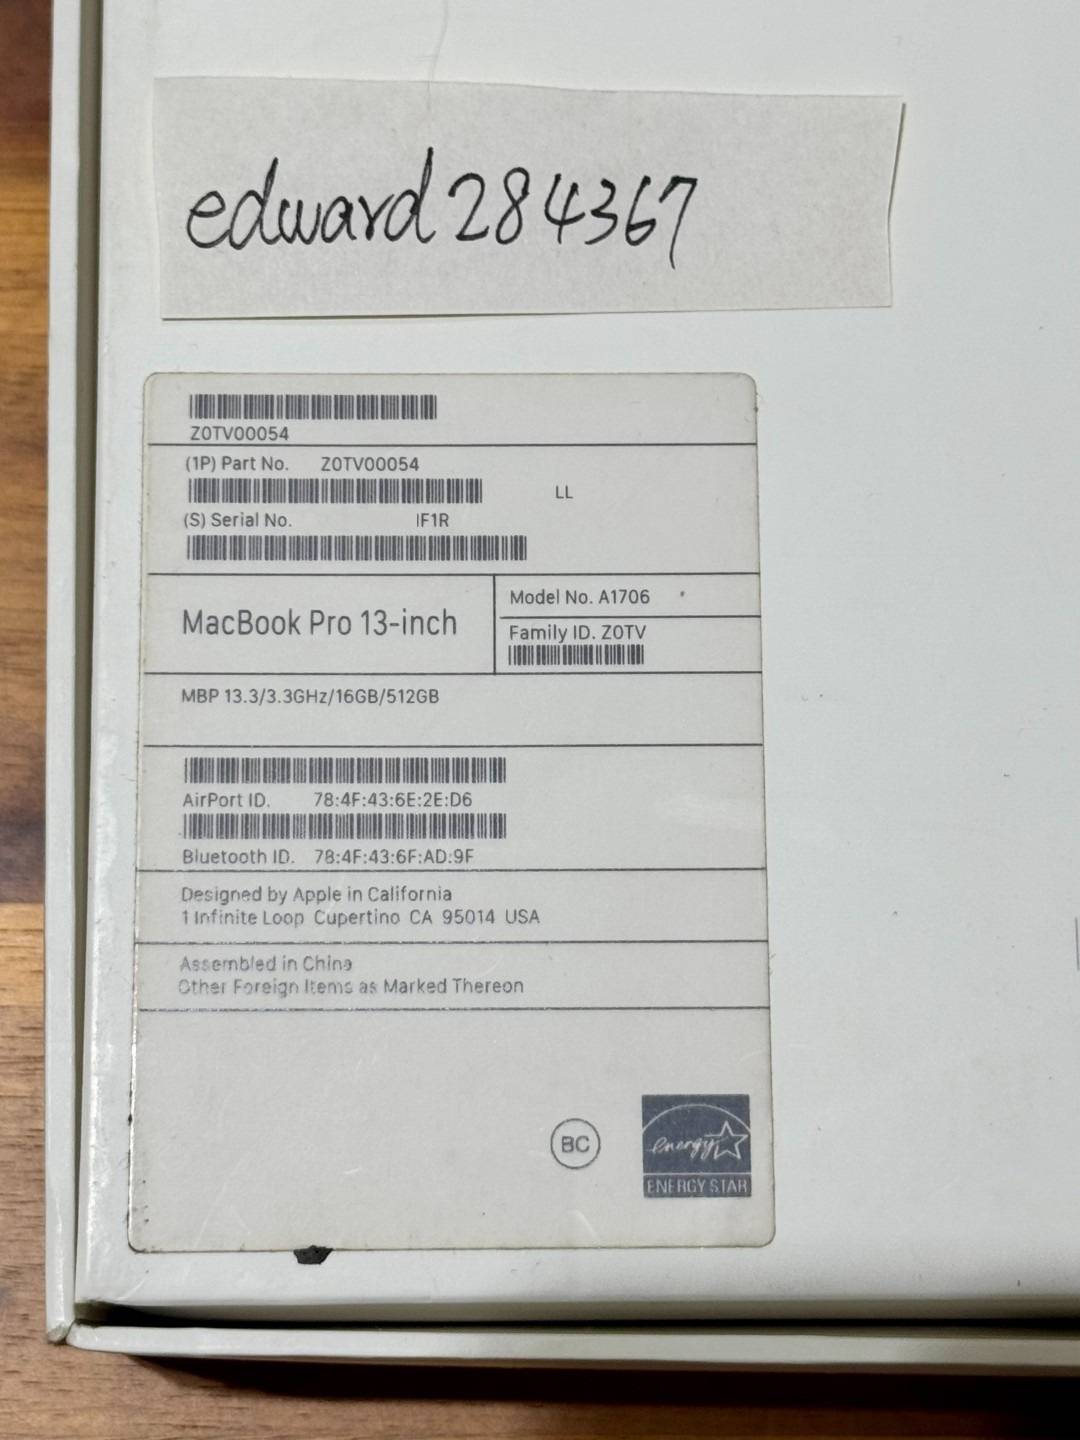 edward284367
Z0TV00054
(1P) Part No. Z0TV00054
LL
(S) Serial No. IF1R
MacBook Pro 13-inch
Model No. A1706
Family ID. Z0TV
MBP 13.3/3.3GHz/16GB/512GB
AirPort ID. 78:4F:43:6E:2E:D6
Bluetooth ID. 78:4F:43:6F:AD:9F
Designed by Apple in California
1 Infinite Loop Cupertino CA 95014 USA
Assembled in China
Other Foreign Items as Marked Thereon
BC
energy
ENERGY STAR